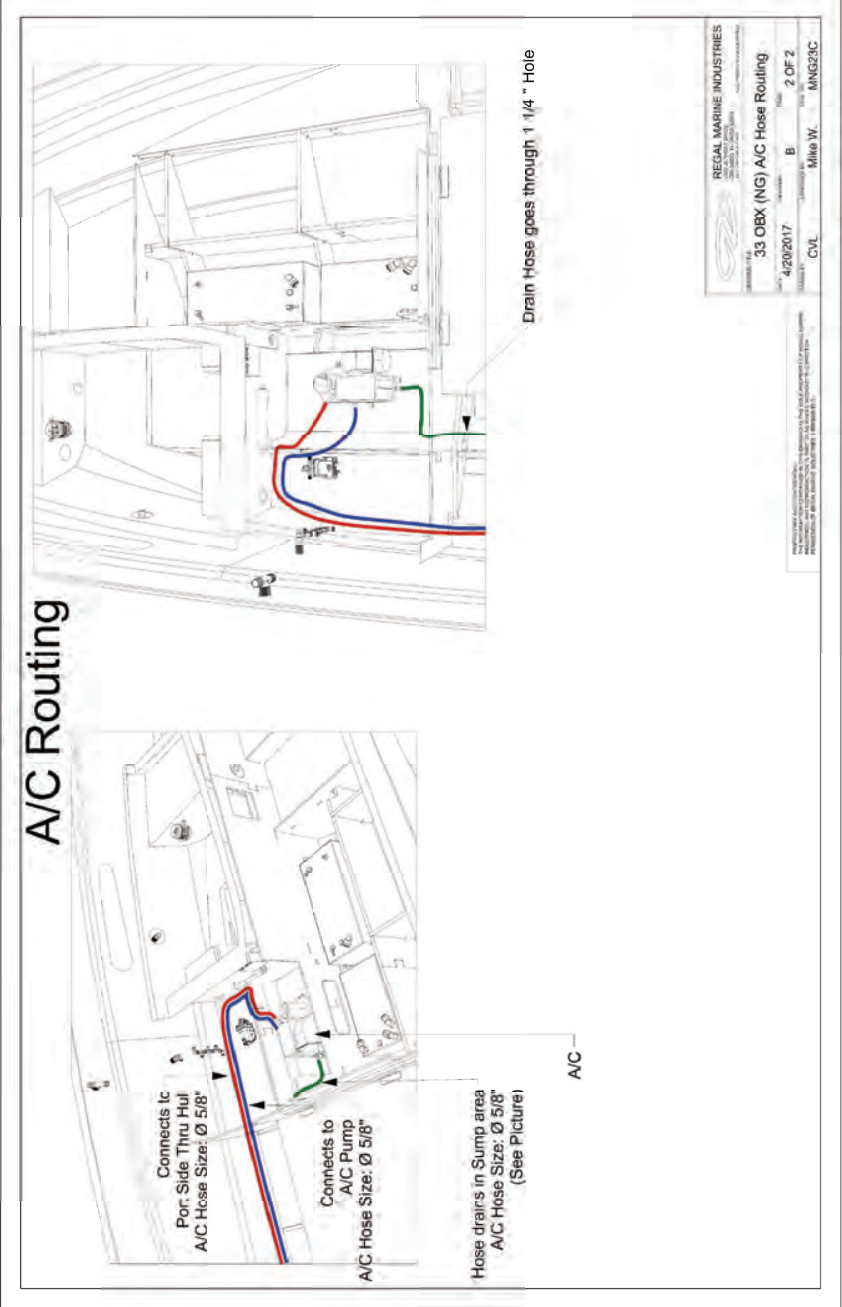 A/C Routing
Connects to
Por: Side Thru Hul
A/C Hose Size: Ø 5/8"
Connects to
A/C Pump
A/C Hose Size: Ø 5/8"
Hose drains in Sump area
A/C Hose Size: Ø 5/8"
(See Picture)
A/C
Drain Hose goes through 1 1/4 " Hole
REGAL MARINE INDUSTRIES
33 OBX (NG) A/C Hose Routing
4/20/2017
B
2 OF 2
CVL
Mike W.
MNG23C